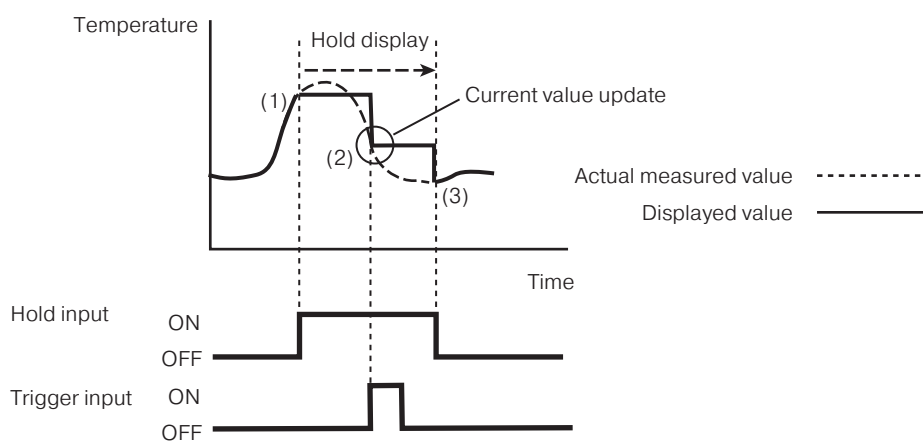 Temperature
Hold display
(1)
Current value update
(2)
Actual measured value
(3)
Displayed value
Time
Hold input
ON
OFF
Trigger input
ON
OFF